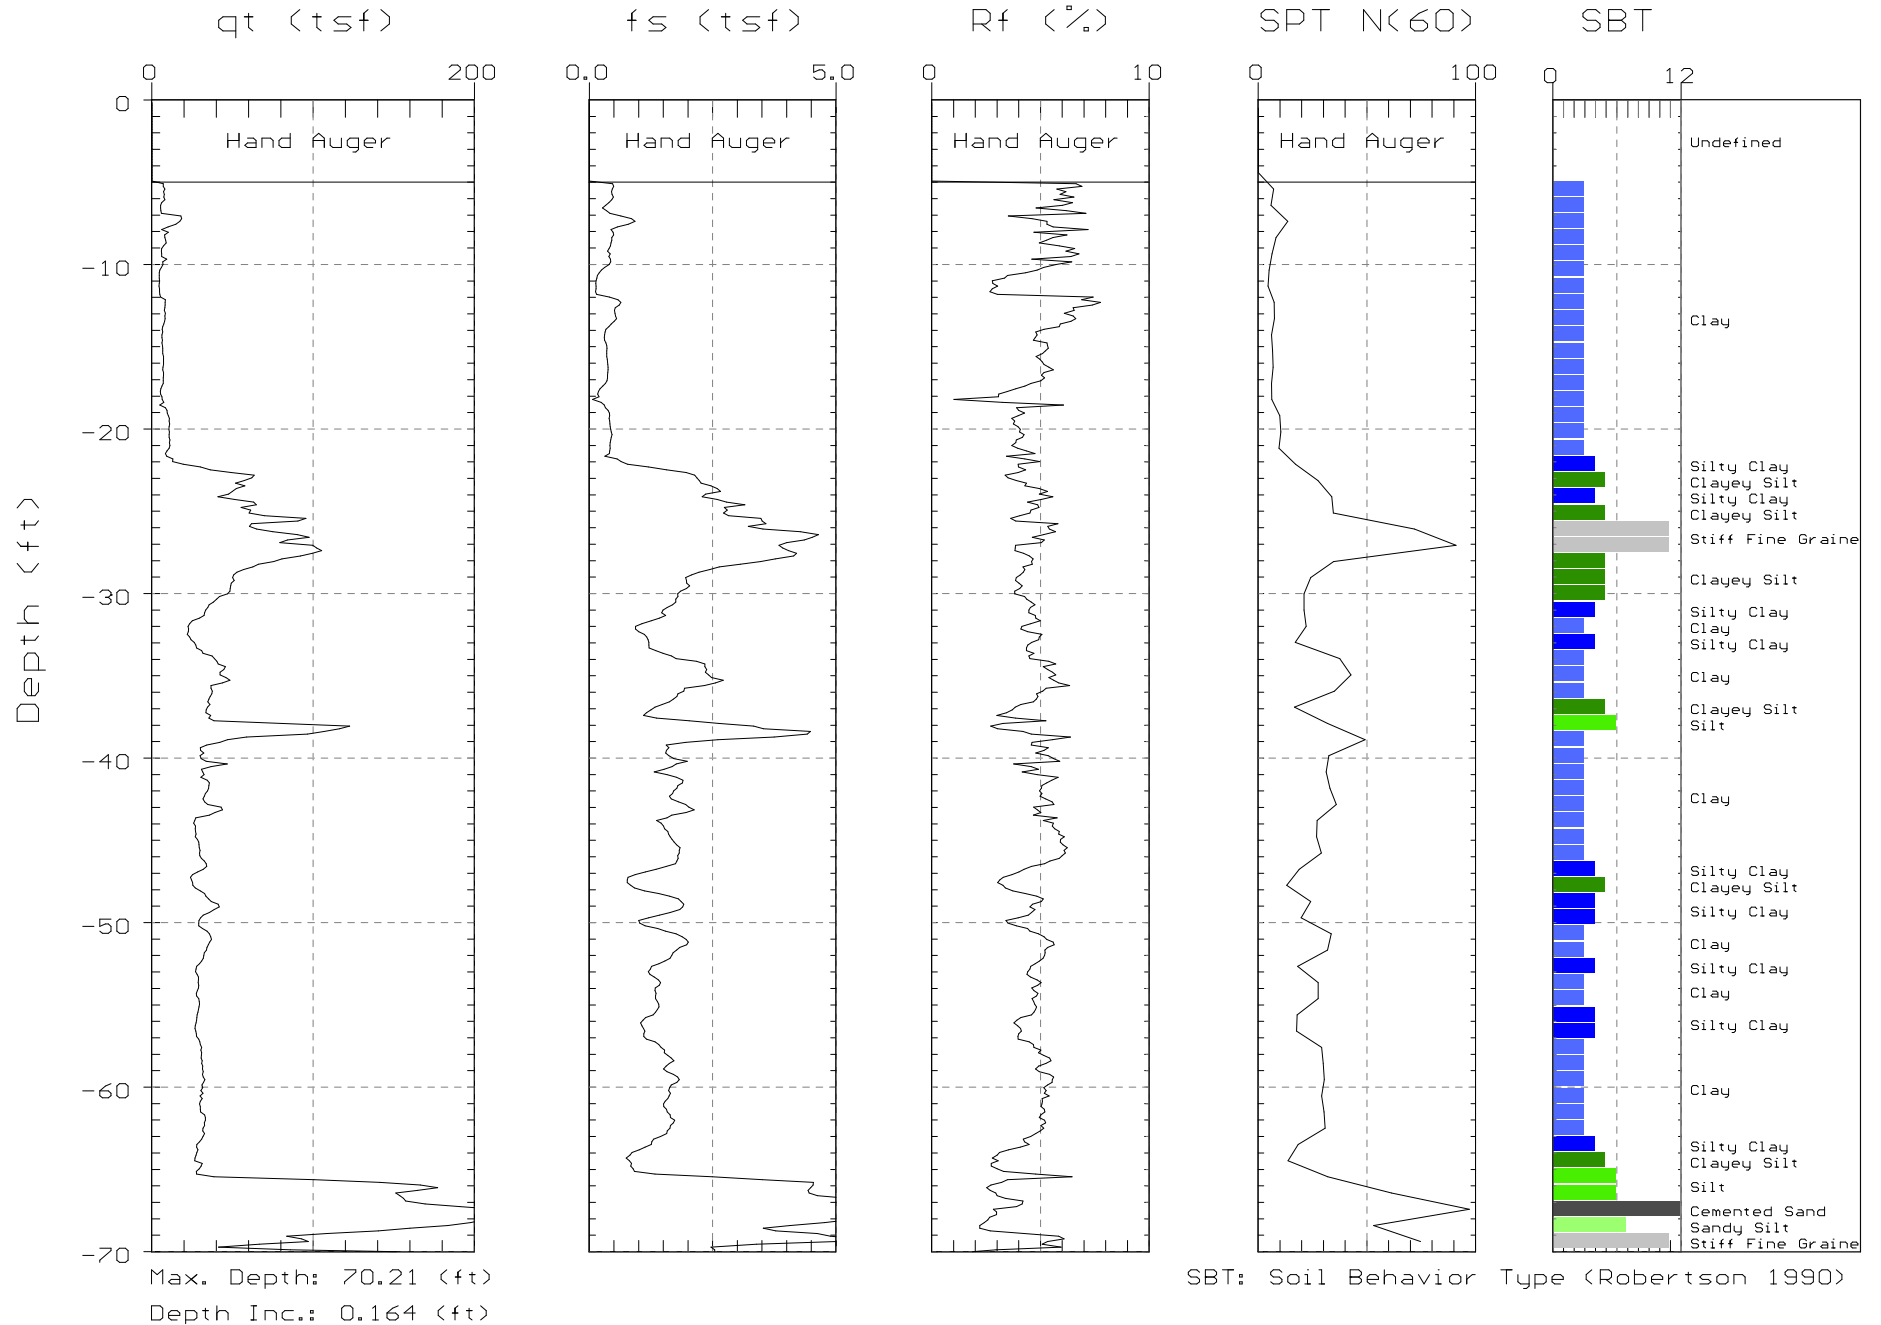 qt (tsf) fs (tsf) Rf (%) SPT N(60) SBT
0 200 0.0 5.0 0 10 0 100 0 12
0
Hand Auger Hand Auger Hand Auger Hand Auger Undefined
-10
Clay
-20
Silty Clay
Clayey Silt
Silty Clay
Clayey Silt
Stiff Fine Graine
Clayey Silt
-30
Silty Clay
Clay
Silty Clay
Depth (ft)
Clay
Clayey Silt
Silt
-40
Clay
Silty Clay
Clayey Silt
Silty Clay
-50
Clay
Silty Clay
Clay
Silty Clay
-60
Clay
Silty Clay
Clayey Silt
Silt
Cemented Sand
Sandy Silt
Stiff Fine Graine
-70
Max. Depth: 70.21 (ft) SBT: Soil Behavior Type (Robertson 1990)
Depth Inc.: 0.164 (ft)